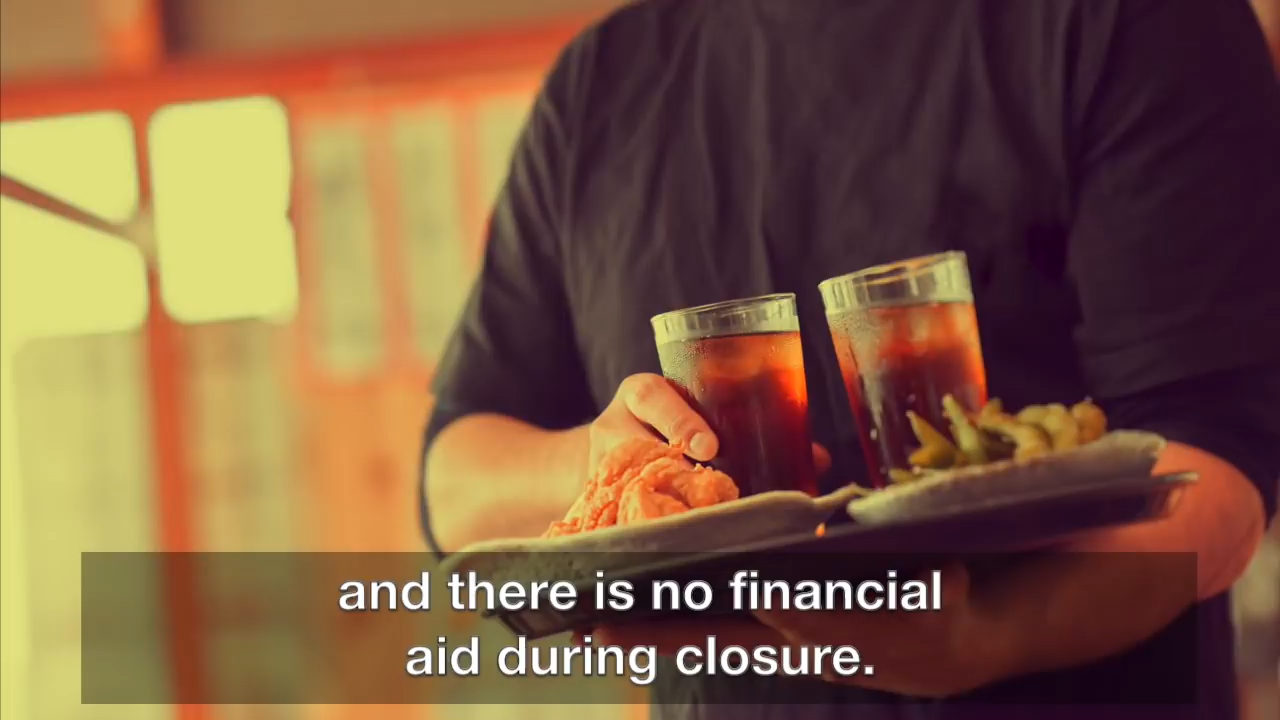 and there is no financial
aid during closure.